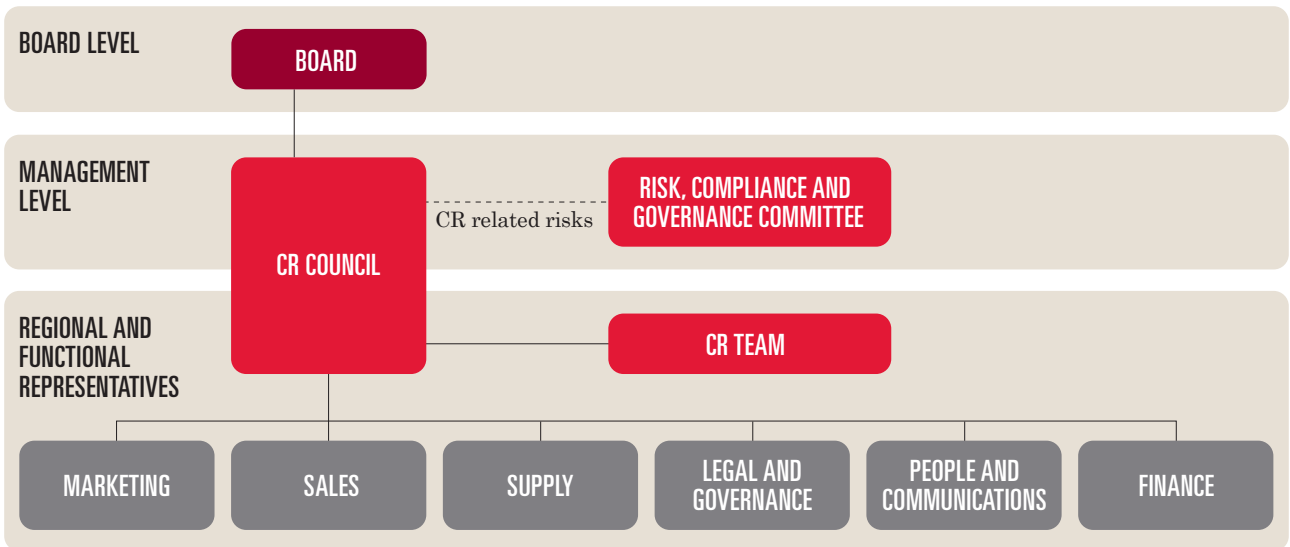 BOARD LEVEL
BOARD
MANAGEMENT
LEVEL
CR COUNCIL
CR related risks
RISK, COMPLIANCE AND
GOVERNANCE COMMITTEE
REGIONAL AND
FUNCTIONAL
REPRESENTATIVES
CR TEAM
MARKETING
SALES
SUPPLY
LEGAL AND
GOVERNANCE
PEOPLE AND
COMMUNICATIONS
FINANCE